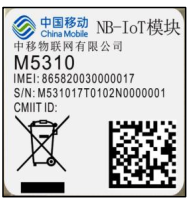 中国移动
China Mobile
NB-IoT模块
中移物联网有限公司
M5310
IMEI: 865820030000017
S/N: M531017T0102N0000001
CMIIT ID: